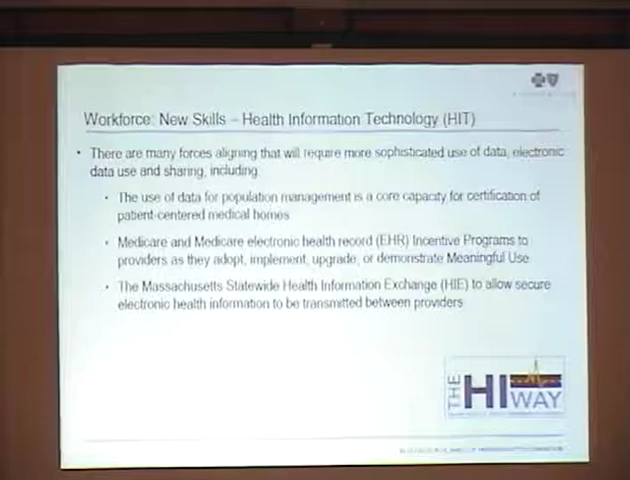 Workforce: New Skills – Health Information Technology (HIT)
• There are many forces aligning that will require more sophisticated use of data, electronic
data use and sharing, including:
• The use of data for population management is a core capacity for certification of
patient-centered medical homes
• Medicare and Medicare electronic health record (EHR) Incentive Programs to
providers as they adopt, implement, upgrade, or demonstrate Meaningful Use
• The Massachusetts Statewide Health Information Exchange (HIE) to allow secure
electronic health information to be transmitted between providers
THE
HI
WAY